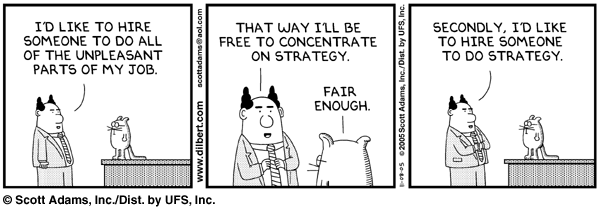 I'D LIKE TO HIRE
SOMEONE TO DO ALL
OF THE UNPLEASANT
PARTS OF MY JOB.
www.dilbert.com
scottadams@aol.com
THAT WAY I'LL BE
FREE TO CONCENTRATE
ON STRATEGY.
FAIR
ENOUGH.
11-09-05 © 2005 Scott Adams, Inc./Dist. by UFS, Inc.
SECONDLY, I'D LIKE
TO HIRE SOMEONE
TO DO STRATEGY.
© Scott Adams, Inc./Dist. by UFS, Inc.